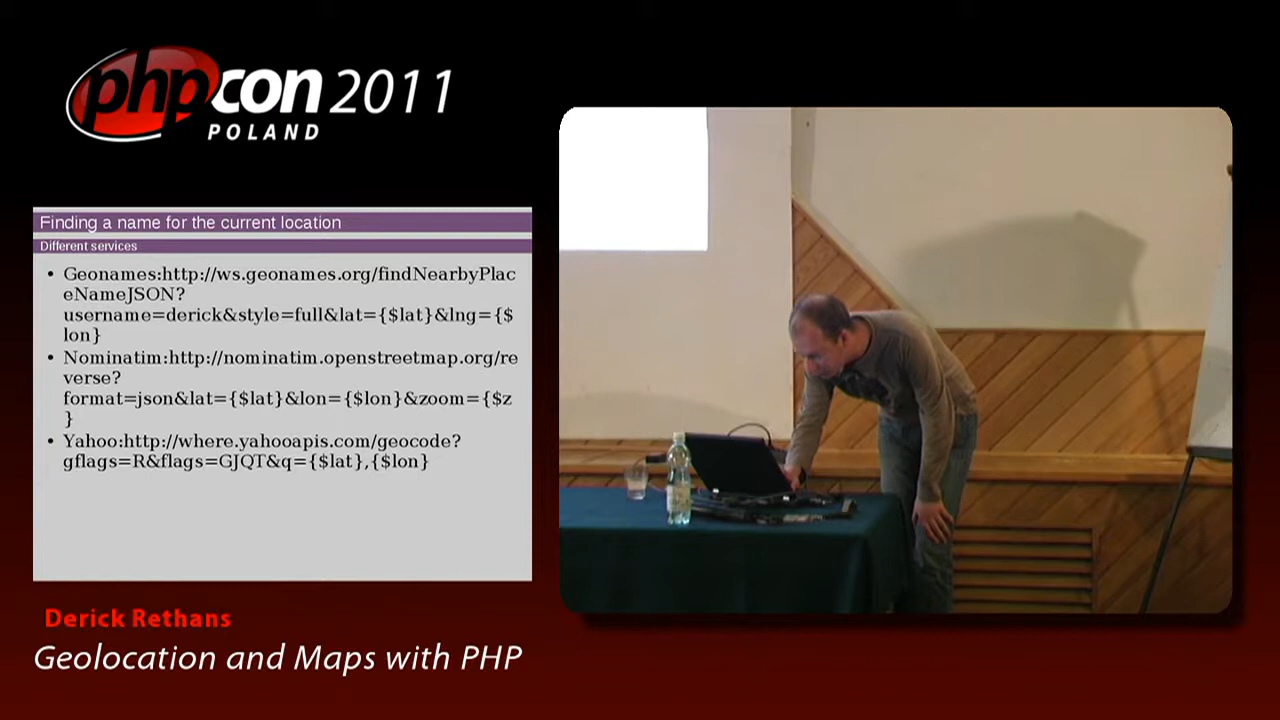 phpcon 2011
POLAND
Finding a name for the current location
Different services
• Geonames:http://ws.geonames.org/findNearbyPlac
eNameJSON?
username=derick&style=full&lat={$lat}&lng={$
lon}
• Nominatim:http://nominatim.openstreetmap.org/re
verse?
format=json&lat={$lat}&lon={$lon}&zoom={$z
}
• Yahoo:http://where.yahooapis.com/geocode?
gflags=R&flags=GJQT&q={$lat},{$lon}
Derick Rethans
Geolocation and Maps with PHP